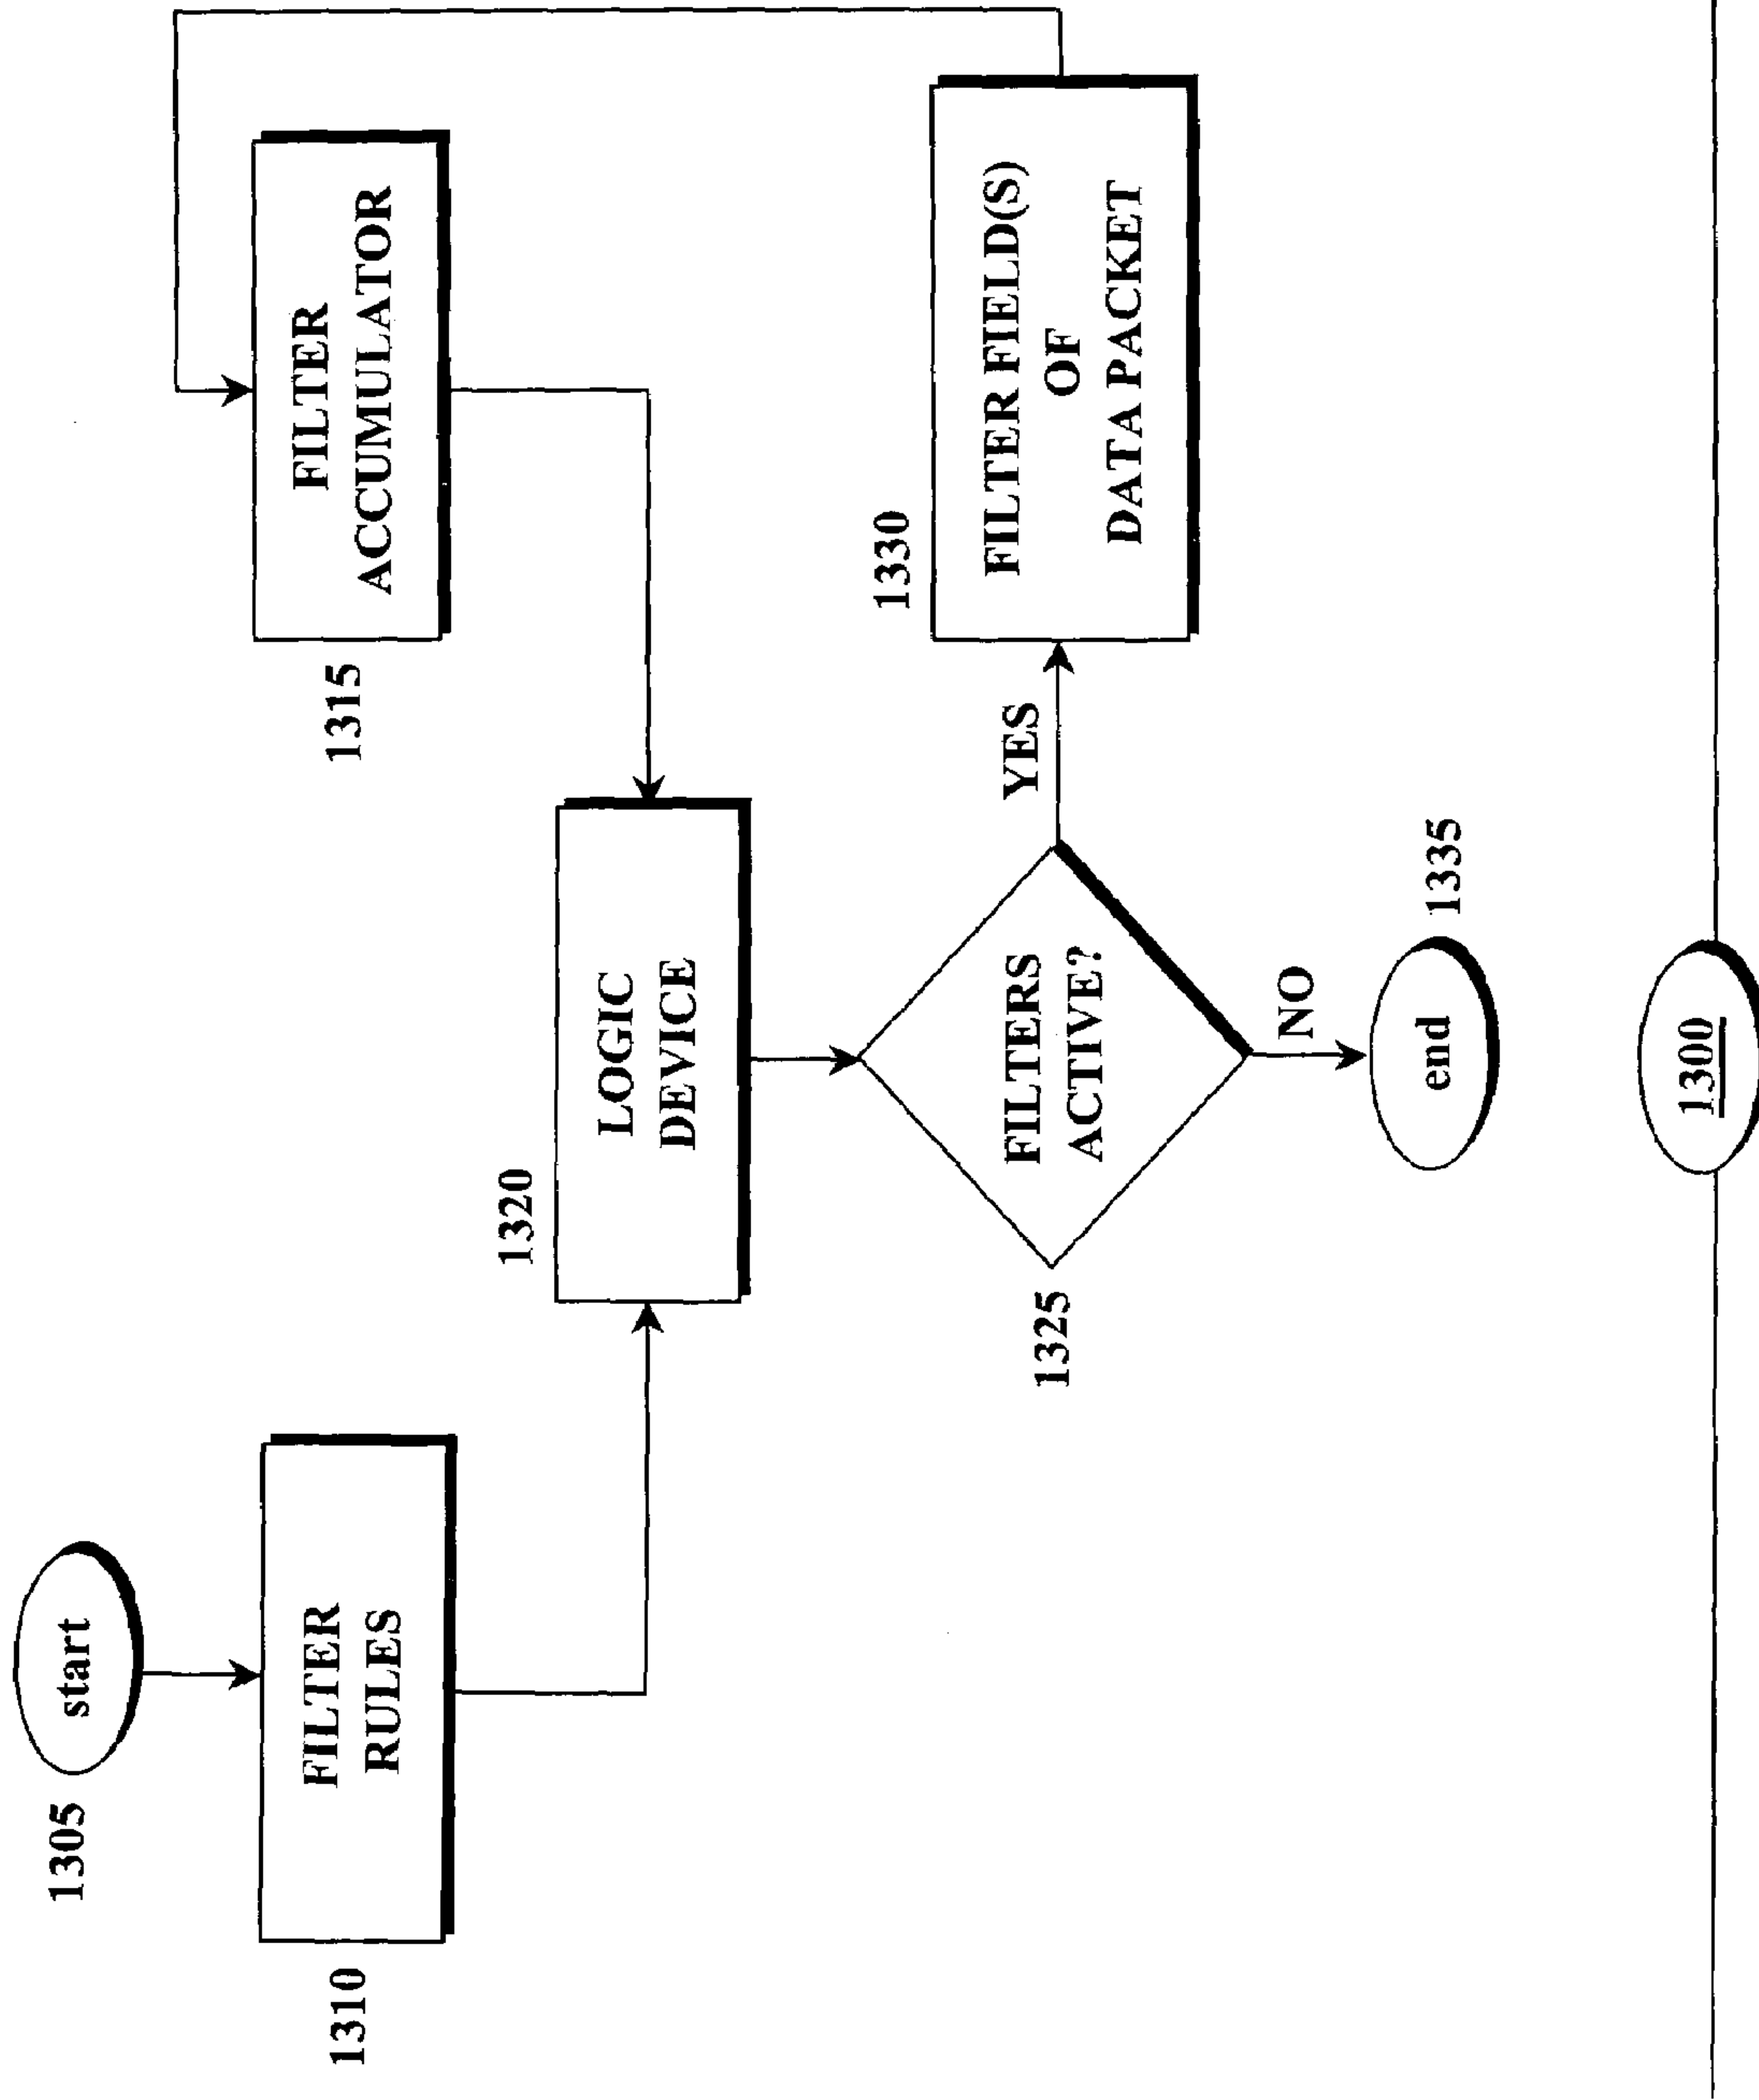 1305
start
1310
FILTER
RULES
1315
FILTER
ACCUMULATOR
1320
LOGIC
DEVICE
1325
FILTERS
ACTIVE?
YES
NO
1330
FILTER FIELD(S)
OF
DATA PACKET
end
1335
1300